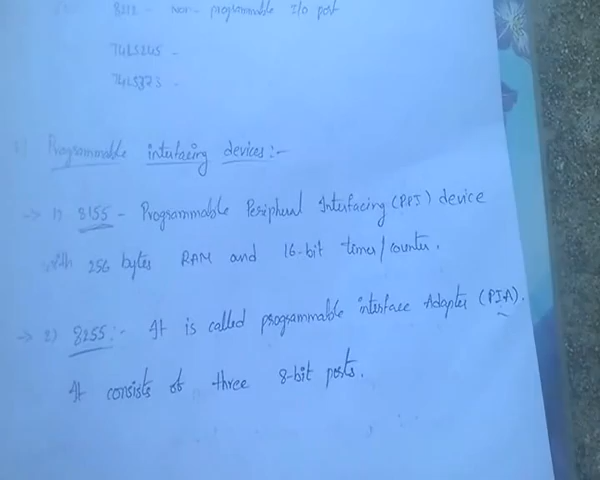 8212 - non- programmable I/o port
74LS245 -
74LS373 -
Programmable interfacing devices:-
-> 1) 8155 - Programmable Peripheral Interfacing (PPI) device
with 256 bytes RAM and 16-bit timer/counter.
-> 2) 8255:- It is called programmable interface Adapter (PIA).
It consists of three 8-bit ports.